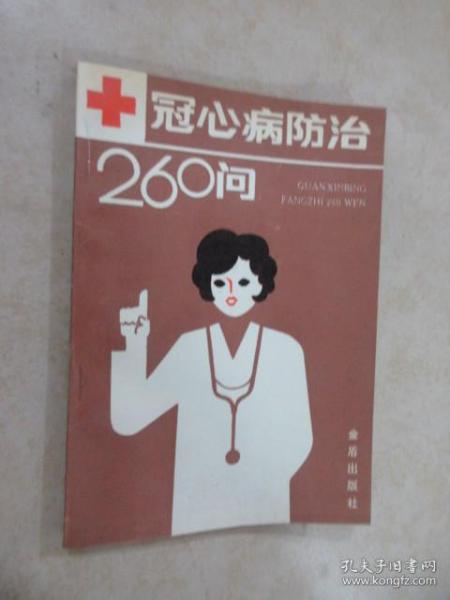 冠心病防治
260问
GUANXINBING
FANGZHI 260 WEN
金盾出版社
孔夫子旧书网
www.kongfz.com